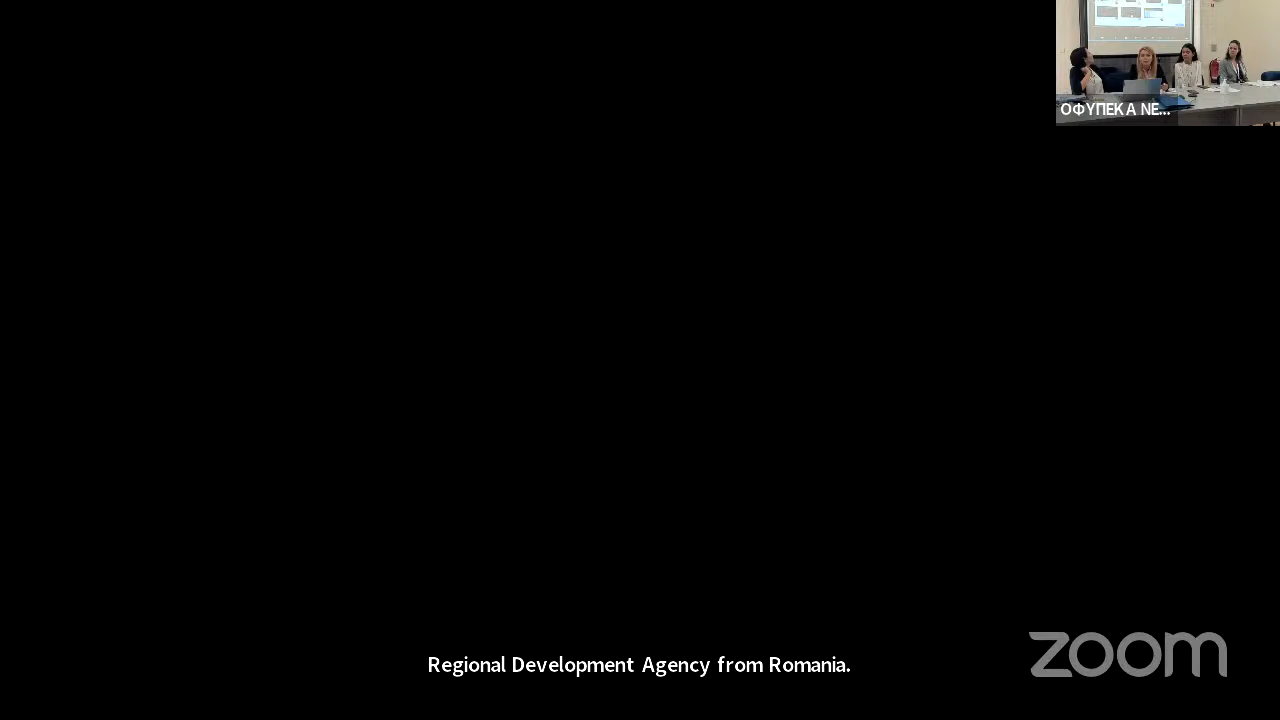 ΟΦΥΠΕΚΑ ΝΕ...
Regional Development Agency from Romania.
zoom